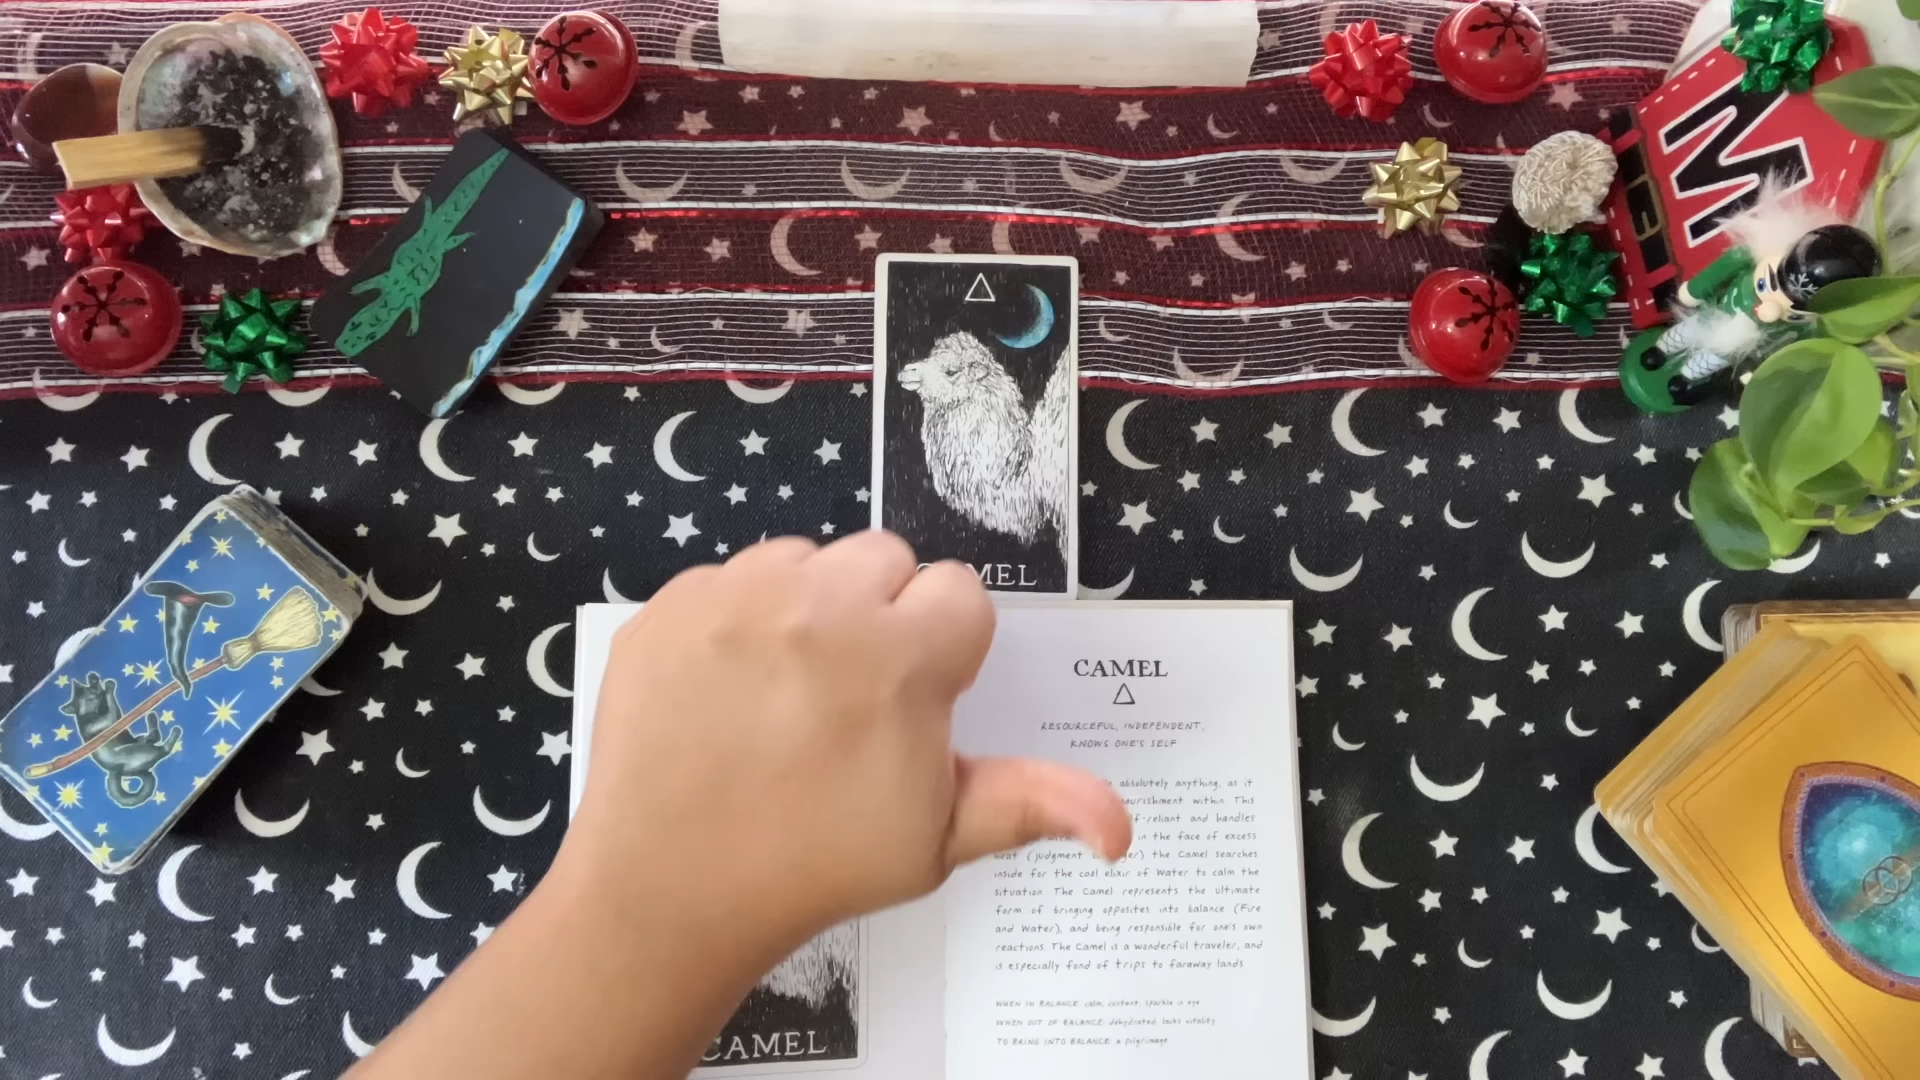 M
CAMEL
CAMEL
RESOURCEFUL, INDEPENDENT,
KNOWS ONE'S SELF
absolutely anything, as it
nourishment within This
and handles
in the face of excess
heat (judgment the Camel searches
inside for the cool elixir of Water to calm the
situation The Camel represents the ultimate
form of bringing opposites into balance (Fire
and Water), and being responsible for one's own
reactions The Camel is a wonderful traveler, and
is especially fond of trips to faraway lands
WHEN IN BALANCE calm, content, sparkle in eye
WHEN OUT OF BALANCE dehydrated, lacks vitality
TO BRING INTO BALANCE a pilgrimage
CAMEL